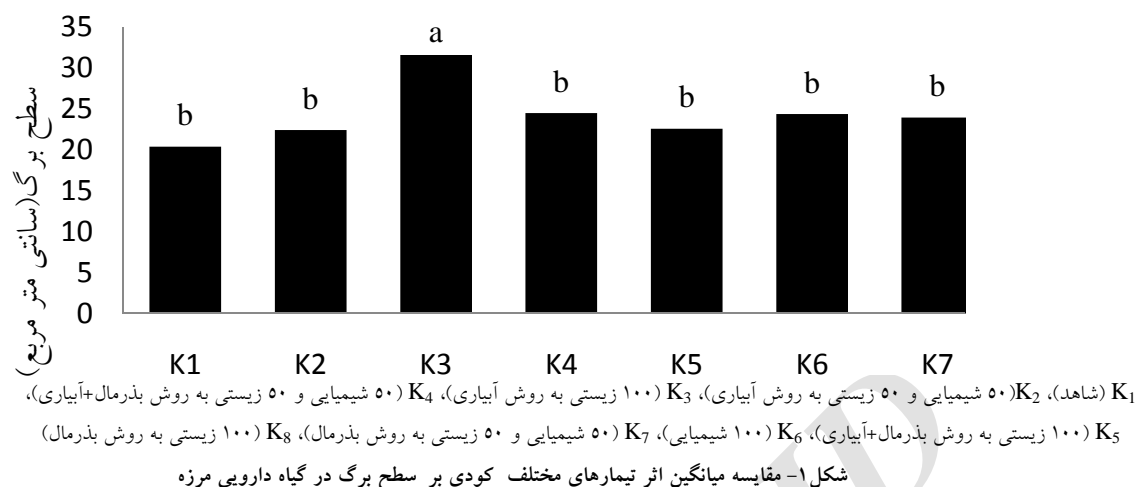 35
30
25
20
15
10
5
0
سطح برگ(سانتی متر مربع)
b
b
a
b
b
b
b
K1 K2 K3 K4 K5 K6 K7
K1 (شاهد)، K2(۵۰ شیمیایی و ۵۰ زیستی به روش آبیاری)، K3 (۱۰۰ زیستی به روش آبیاری)، K4 (۵۰ شیمیایی و ۵۰ زیستی به روش بذرمال+آبیاری)،
K5 (۱۰۰ زیستی به روش بذرمال+آبیاری)، K6 (۱۰۰ شیمیایی)، K7 (۵۰ شیمیایی و ۵۰ زیستی به روش بذرمال)، K8 (۱۰۰ زیستی به روش بذرمال)
شکل۱- مقایسه میانگین اثر تیمارهای مختلف کودی بر سطح برگ در گیاه دارویی مرزه